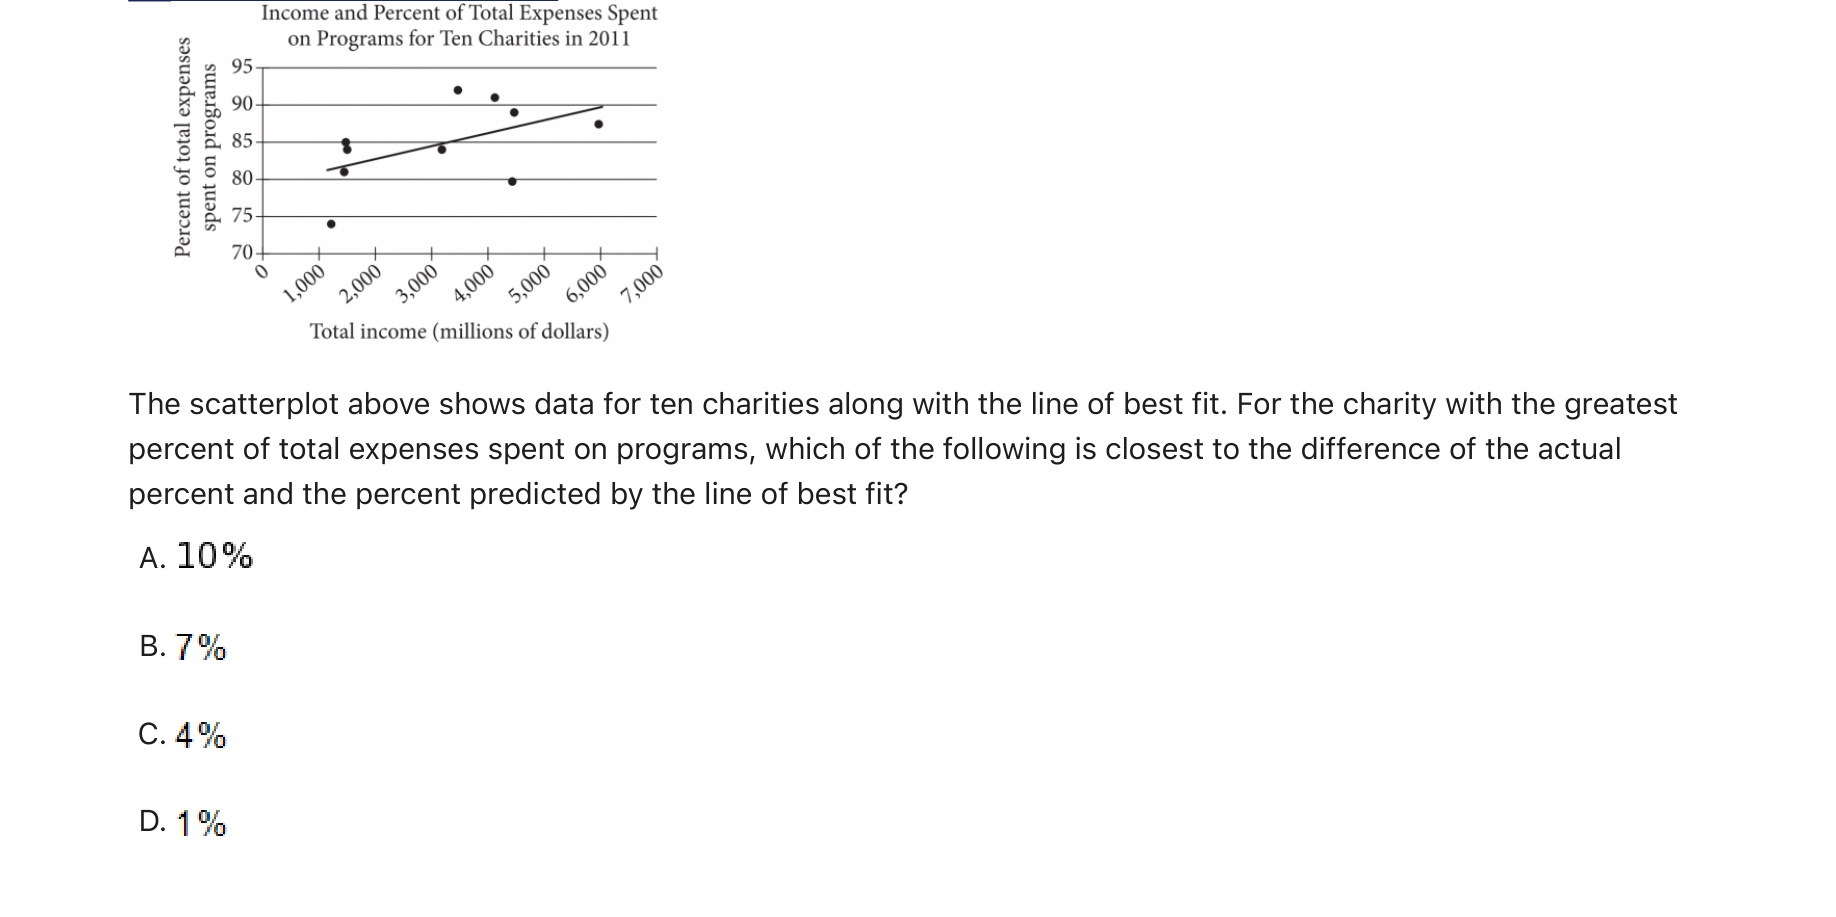 Income and Percent of Total Expenses Spent
on Programs for Ten Charities in 2011
Percent of total expenses
spent on programs
95
90
85
80
75
70
0
1,000
2,000
3,000
4,000
5,000
6,000
7,000
Total income (millions of dollars)
The scatterplot above shows data for ten charities along with the line of best fit. For the charity with the greatest
percent of total expenses spent on programs, which of the following is closest to the difference of the actual
percent and the percent predicted by the line of best fit?
A. 10%
B. 7%
C. 4%
D. 1%